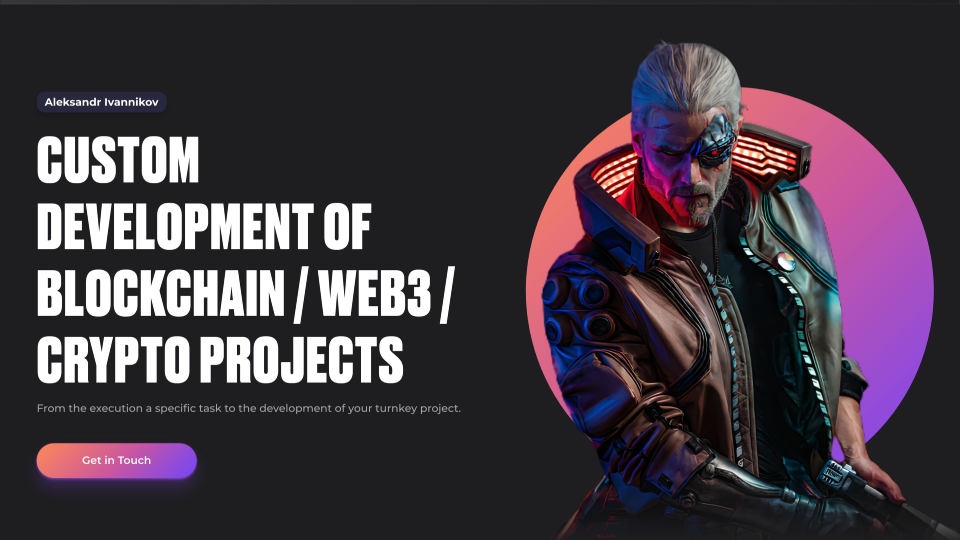 Aleksandr Ivannikov
CUSTOM
DEVELOPMENT OF
BLOCKCHAIN / WEB3 /
CRYPTO PROJECTS
From the execution a specific task to the development of your turnkey project.
Get in Touch